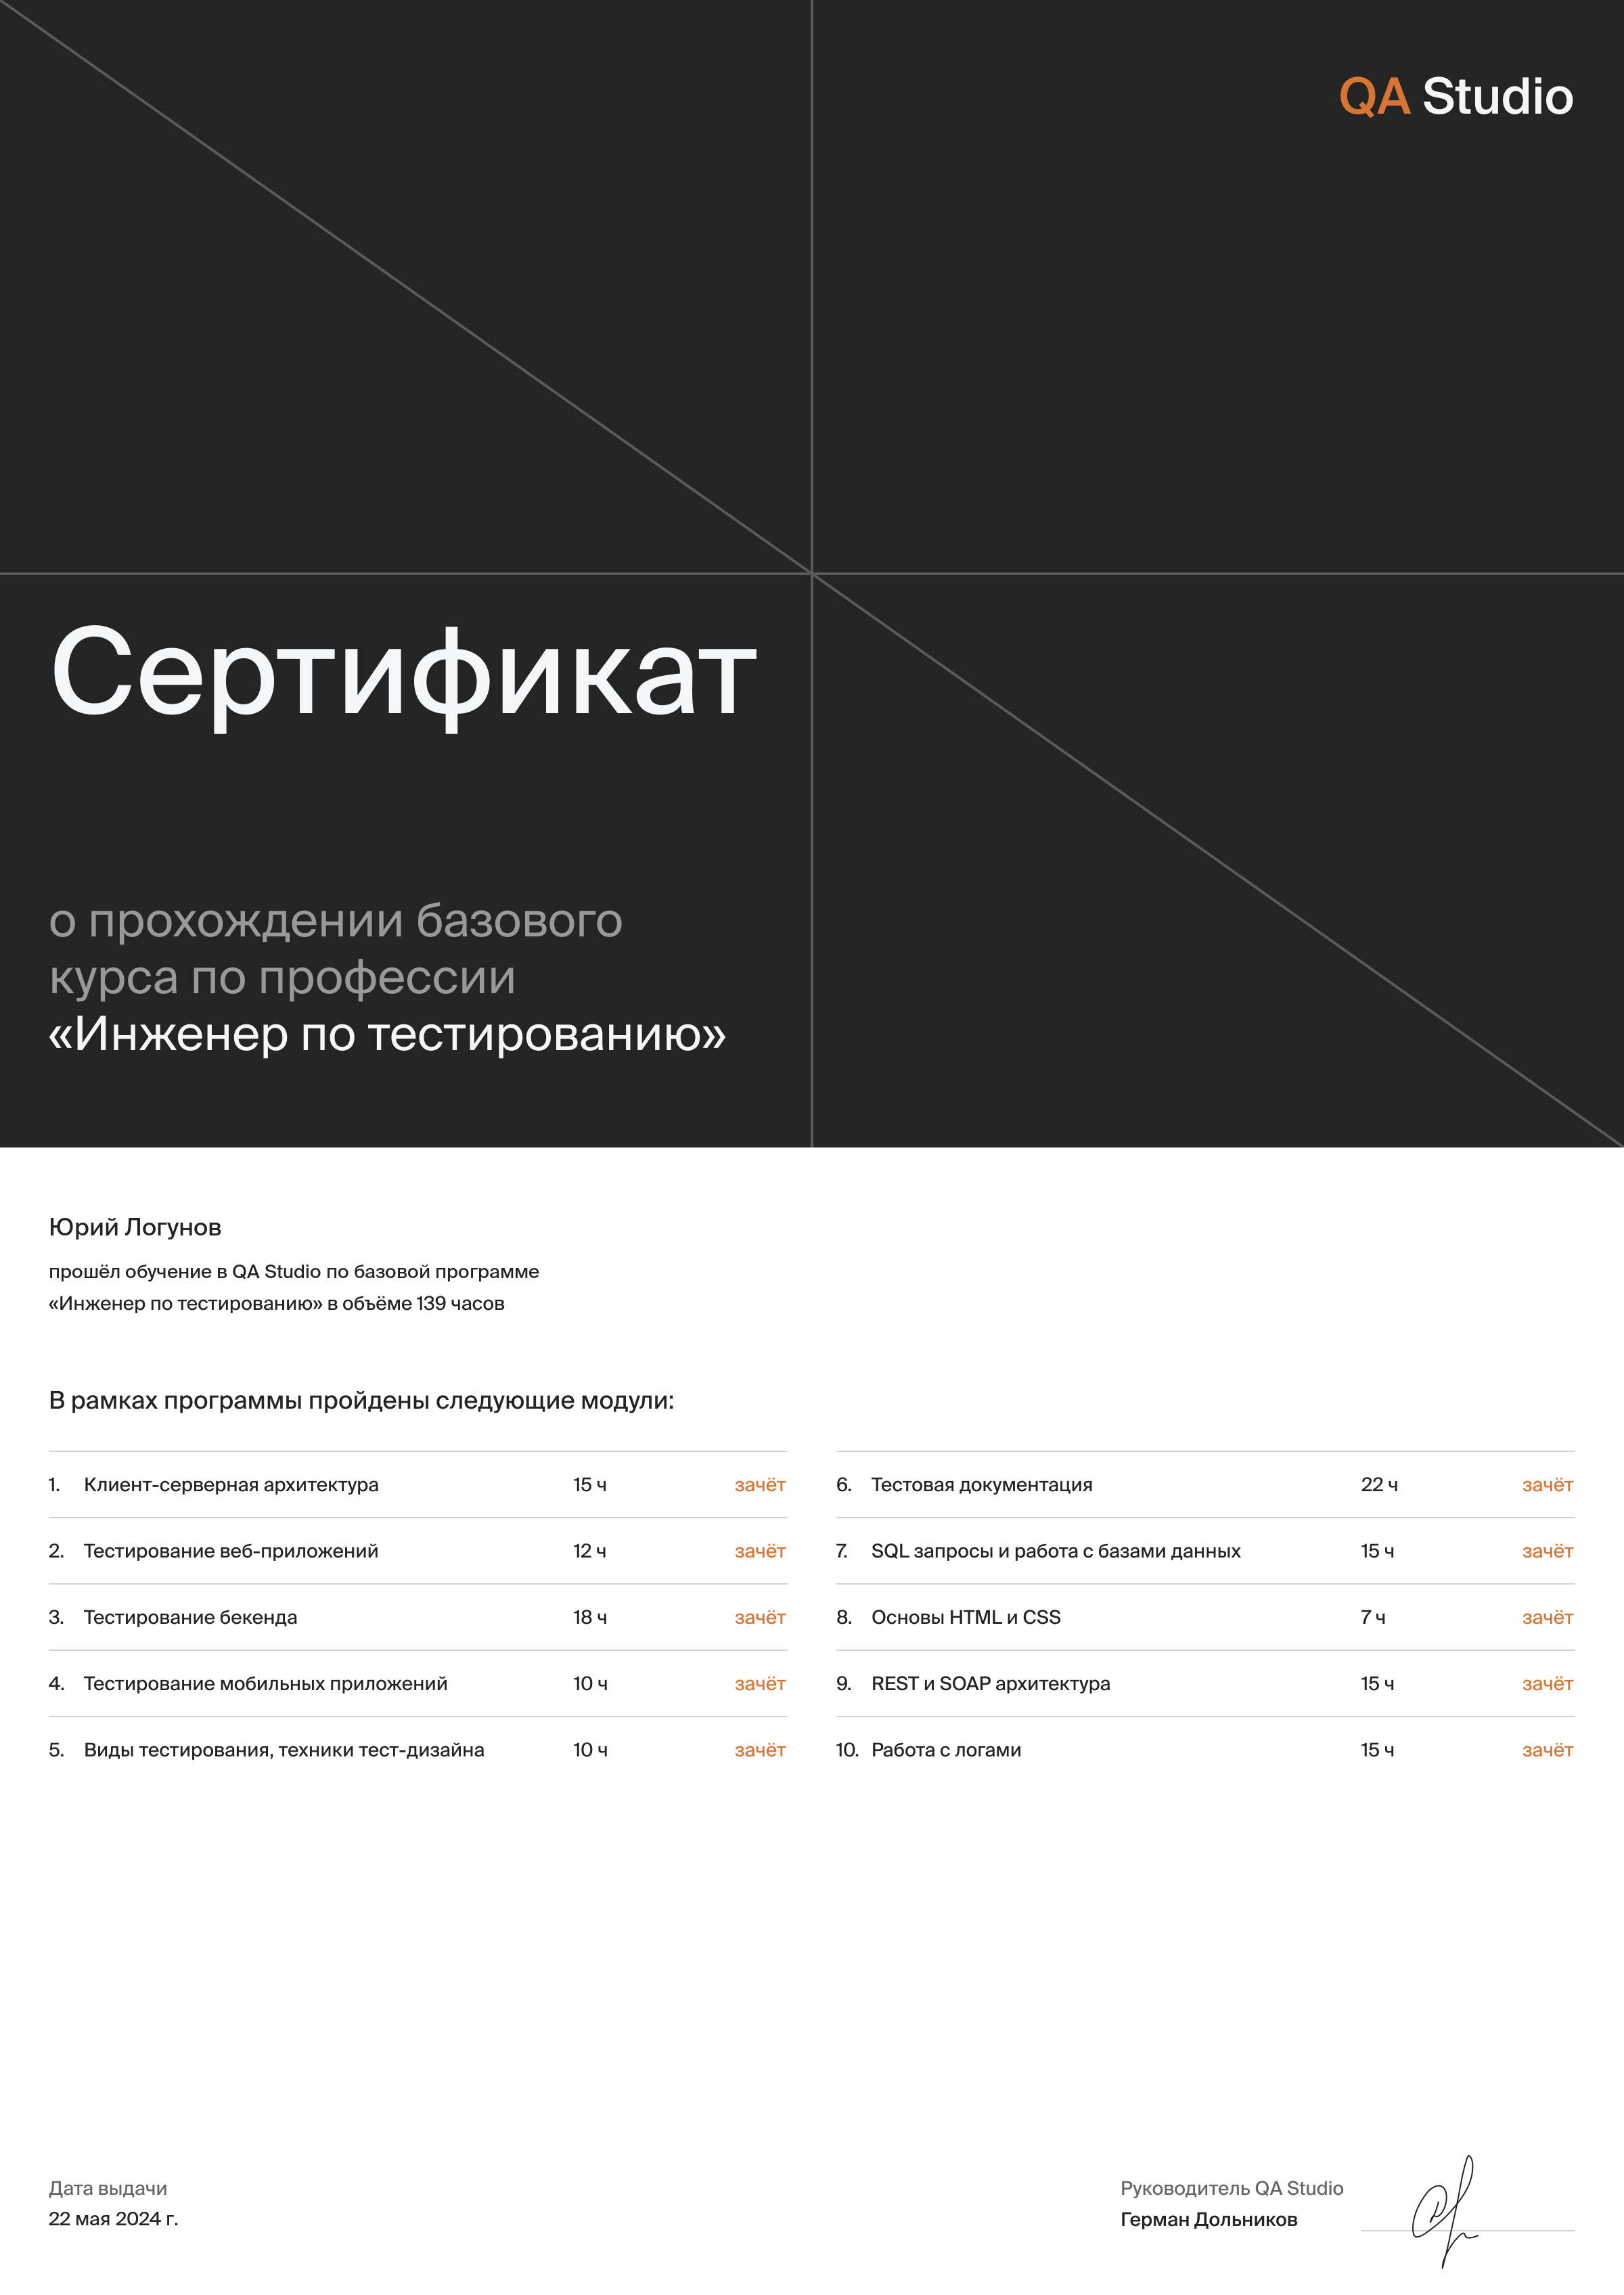 QA Studio
Сертификат
о прохождении базового
курса по профессии
«Инженер по тестированию»
Юрий Логунов
прошёл обучение в QA Studio по базовой программе
«Инженер по тестированию» в объёме 139 часов
В рамках программы пройдены следующие модули:
1. Клиент-серверная архитектура 15 ч зачёт
2. Тестирование веб-приложений 12 ч зачёт
3. Тестирование бекенда 18 ч зачёт
4. Тестирование мобильных приложений 10 ч зачёт
5. Виды тестирования, техники тест-дизайна 10 ч зачёт
6. Тестовая документация 22 ч зачёт
7. SQL запросы и работа с базами данных 15 ч зачёт
8. Основы HTML и CSS 7 ч зачёт
9. REST и SOAP архитектура 15 ч зачёт
10. Работа с логами 15 ч зачёт
Дата выдачи
22 мая 2024 г.
Руководитель QA Studio
Герман Дольников